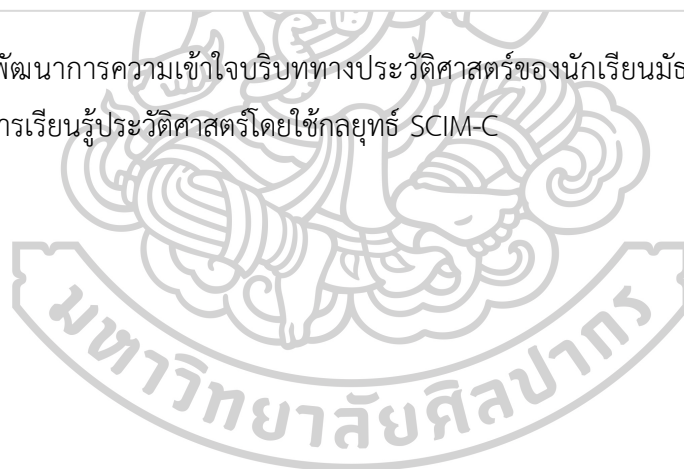 พัฒนาการความเข้าใจบริบททางประวัติศาสตร์ของนักเรียนมัธ
ารเรียนรู้ประวัติศาสตร์โดยใช้กลยุทธ์ SCIM-C
มหาวิทยาลัยศิลปากร